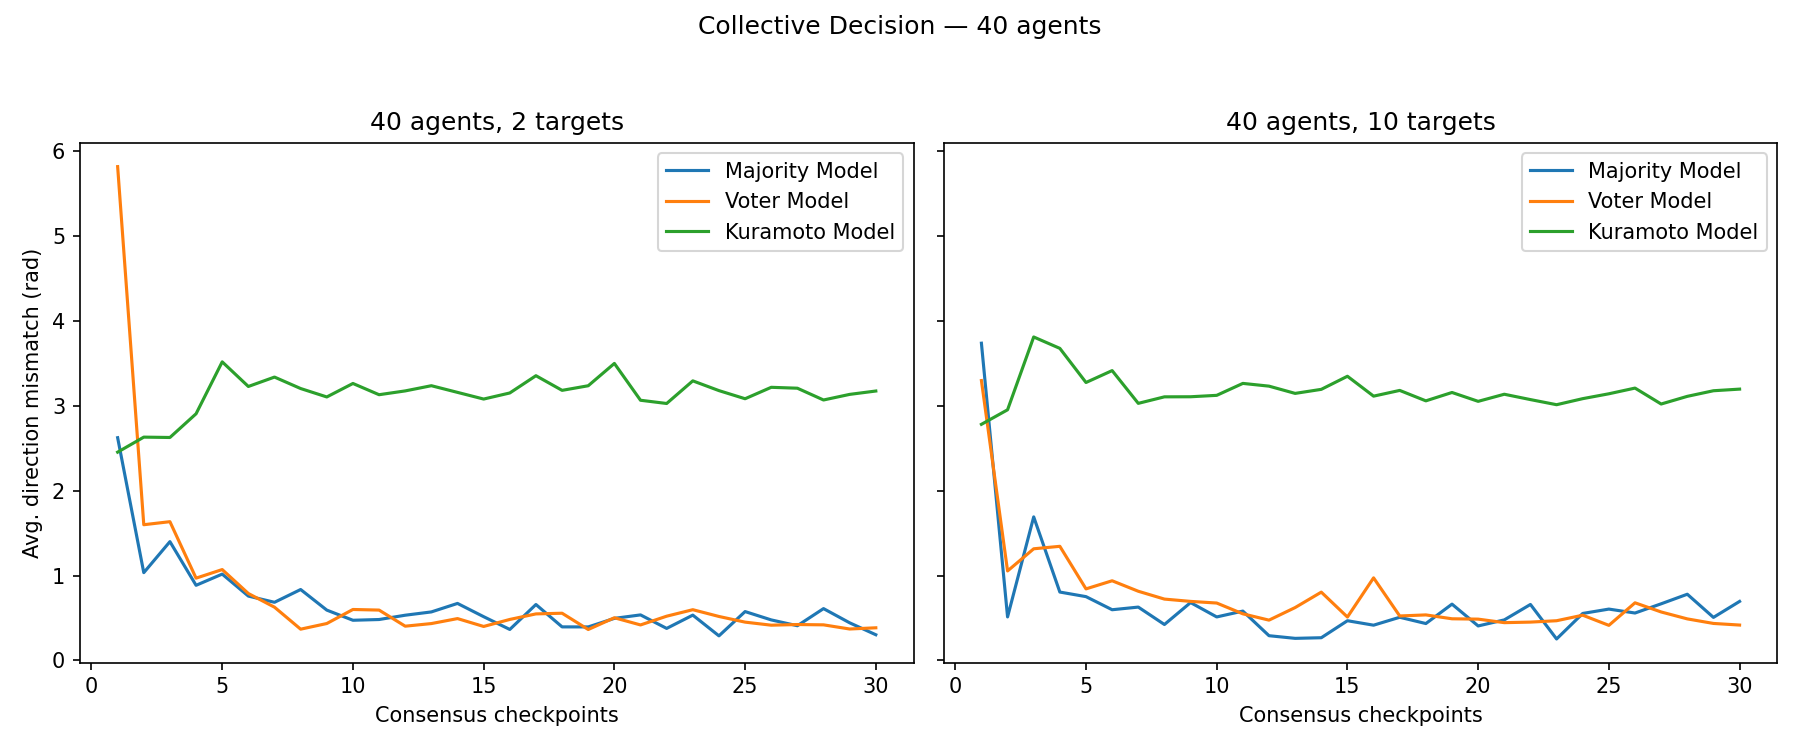 Collective Decision — 40 agents
40 agents, 2 targets
Avg. direction mismatch (rad)
6
5
4
3
2
1
0
Majority Model
Voter Model
Kuramoto Model
0 5 10 15 20 25 30
Consensus checkpoints
40 agents, 10 targets
Majority Model
Voter Model
Kuramoto Model
0 5 10 15 20 25 30
Consensus checkpoints